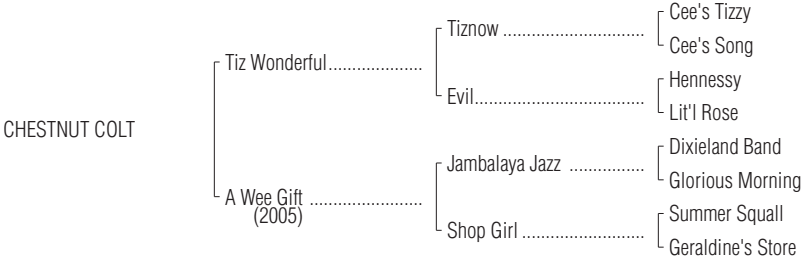 Cee's Tizzy
Tiznow ..............................
Cee's Song
Tiz Wonderful....................
Hennessy
Evil....................................
Lit'l Rose
CHESTNUT COLT
Dixieland Band
Jambalaya Jazz ................
Glorious Morning
A Wee Gift ........................
(2005)
Summer Squall
Shop Girl ..........................
Geraldine's Store